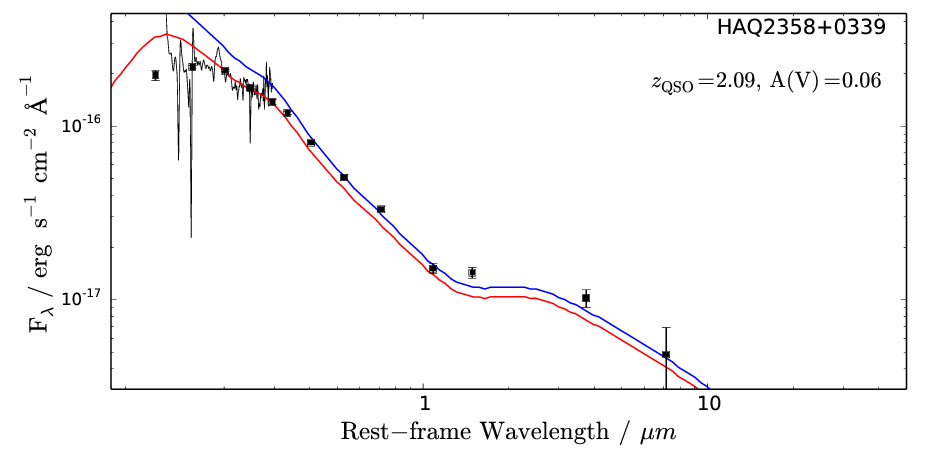 HAQ2358+0339
z_QSO=2.09, A(V)=0.06
F_λ / erg s^−1 cm^−2 Å^−1
10^-16
10^-17
1 10
Rest−frame Wavelength / μm